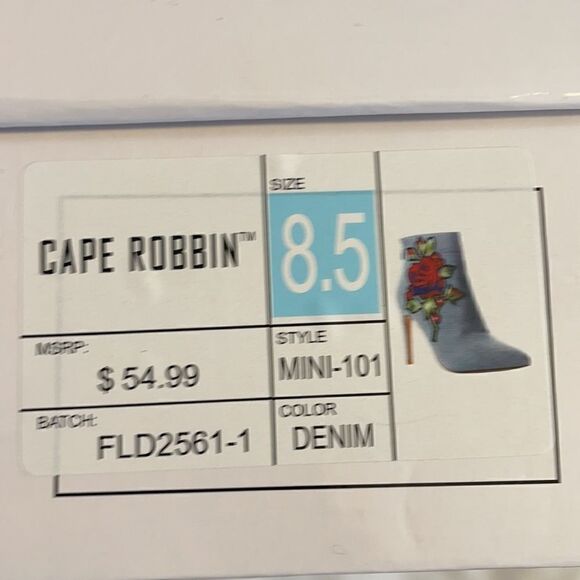 CAPE ROBBIN™
SIZE
8.5
MSRP:
$ 54.99
STYLE
MINI-101
BATCH:
FLD2561-1
COLOR
DENIM